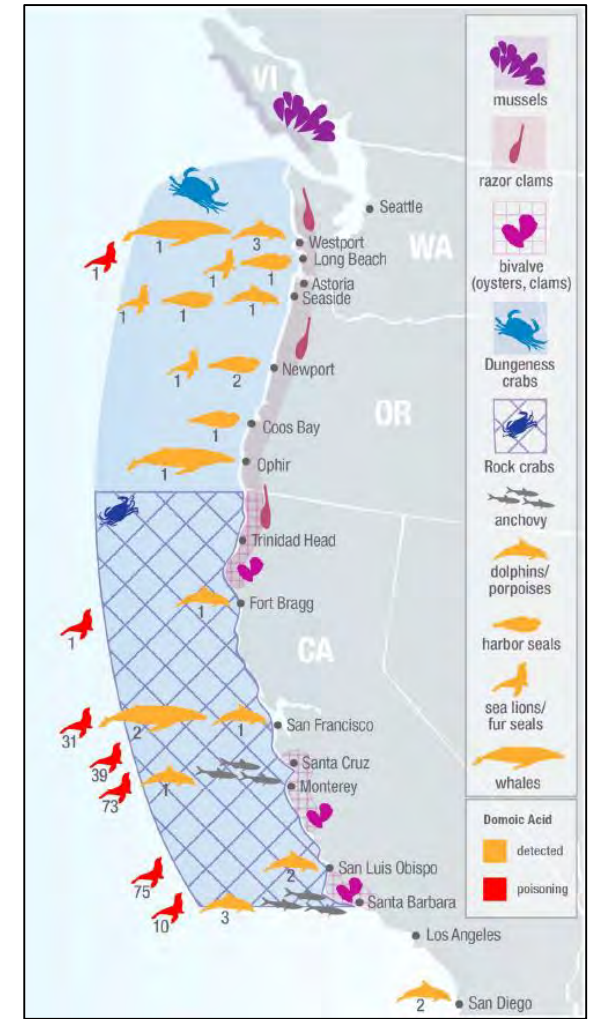 VI
Seattle
WA
1
3
Westport
Long Beach
1
1
1
Astoria
Seaside
1
1
1
1
2
Newport
1
Coos Bay
OR
1
Ophir
Trinidad Head
1
Fort Bragg
1
CA
31
2
1
San Francisco
39
Santa Cruz
73
1
Monterey
75
2
San Luis Obispo
10
3
Santa Barbara
Los Angeles
2
San Diego
mussels
razor clams
bivalve
(oysters, clams)
Dungeness
crabs
Rock crabs
anchovy
dolphins/
porpoises
harbor seals
sea lions/
fur seals
whales
Domoic Acid
detected
poisoning